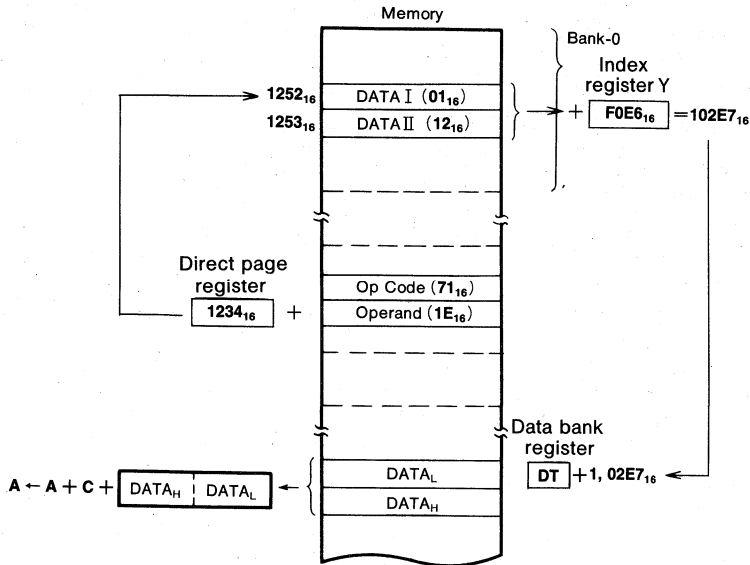 Memory
Bank-0
Index
register Y
1252₁₆
DATA Ⅰ (01₁₆)
+ F0E6₁₆ =102E7₁₆
1253₁₆
DATA Ⅱ (12₁₆)
Direct page
register
1234₁₆ +
Op Code (71₁₆)
Operand (1E₁₆)
Data bank
register
DT +1, 02E7₁₆
A ← A + C + DATAH DATAL
DATAL
DATAH